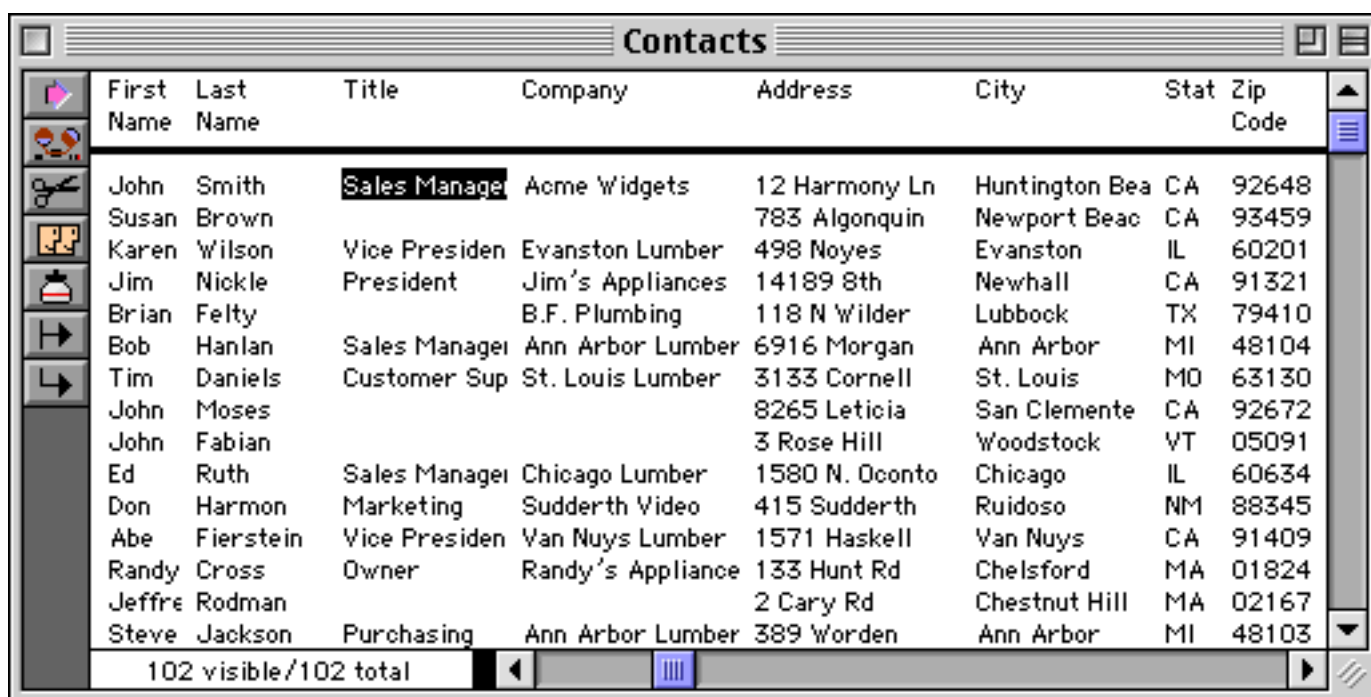 Contacts
First Last Title Company Address City Stat Zip
Name Name Code
John Smith Sales Manager Acme Widgets 12 Harmony Ln Huntington Bea CA 92648
Susan Brown 783 Algonquin Newport Beac CA 93459
Karen Wilson Vice Presiden Evanston Lumber 498 Noyes Evanston IL 60201
Jim Nickle President Jim's Appliances 14189 8th Newhall CA 91321
Brian Felty B.F. Plumbing 118 N Wilder Lubbock TX 79410
Bob Hanlan Sales Manager Ann Arbor Lumber 6916 Morgan Ann Arbor MI 48104
Tim Daniels Customer Sup St. Louis Lumber 3133 Cornell St. Louis MO 63130
John Moses 8265 Leticia San Clemente CA 92672
John Fabian 3 Rose Hill Woodstock VT 05091
Ed Ruth Sales Manager Chicago Lumber 1580 N. Oconto Chicago IL 60634
Don Harmon Marketing Sudderth Video 415 Sudderth Ruidoso NM 88345
Abe Fierstein Vice Presiden Van Nuys Lumber 1571 Haskell Van Nuys CA 91409
Randy Cross Owner Randy's Appliance 133 Hunt Rd Chelsford MA 01824
Jeffre Rodman 2 Cary Rd Chestnut Hill MA 02167
Steve Jackson Purchasing Ann Arbor Lumber 389 Worden Ann Arbor MI 48103
102 visible/102 total